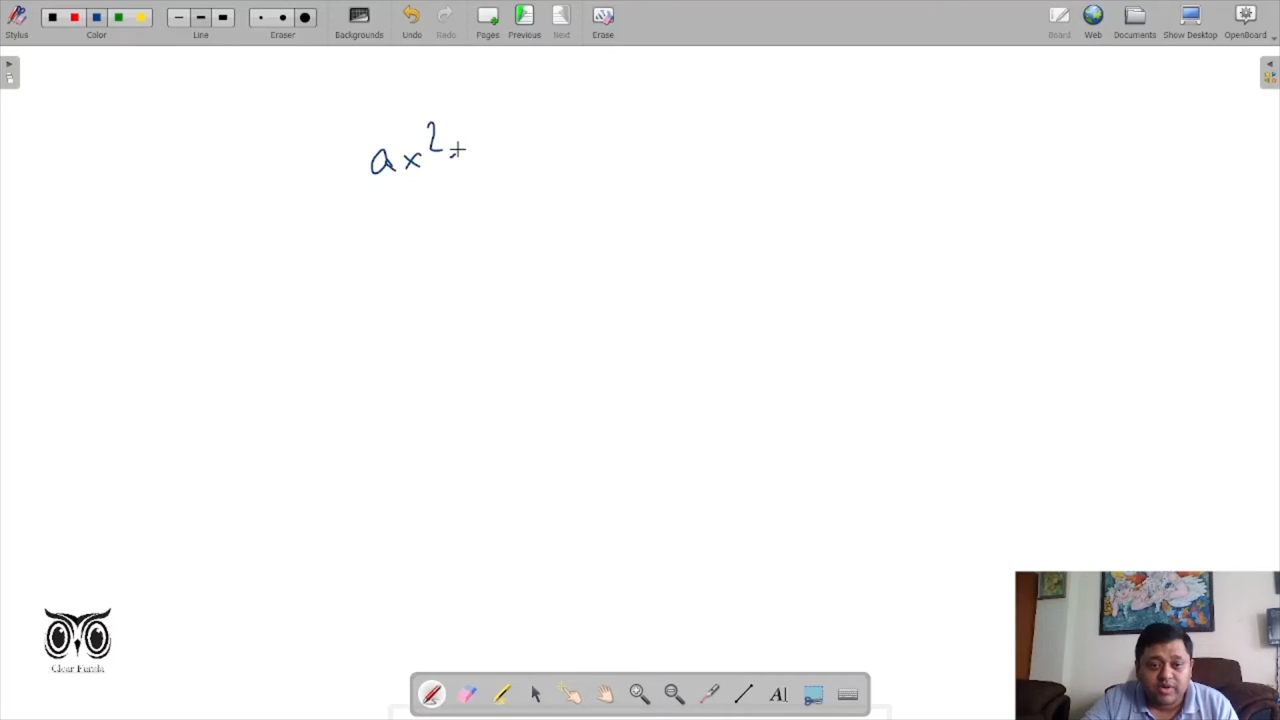 Stylus Color Line Eraser Backgrounds Undo Redo Pages Previous Next Erase Board Web Documents Show Desktop OpenBoard
ax² +
Clear Funda
AI